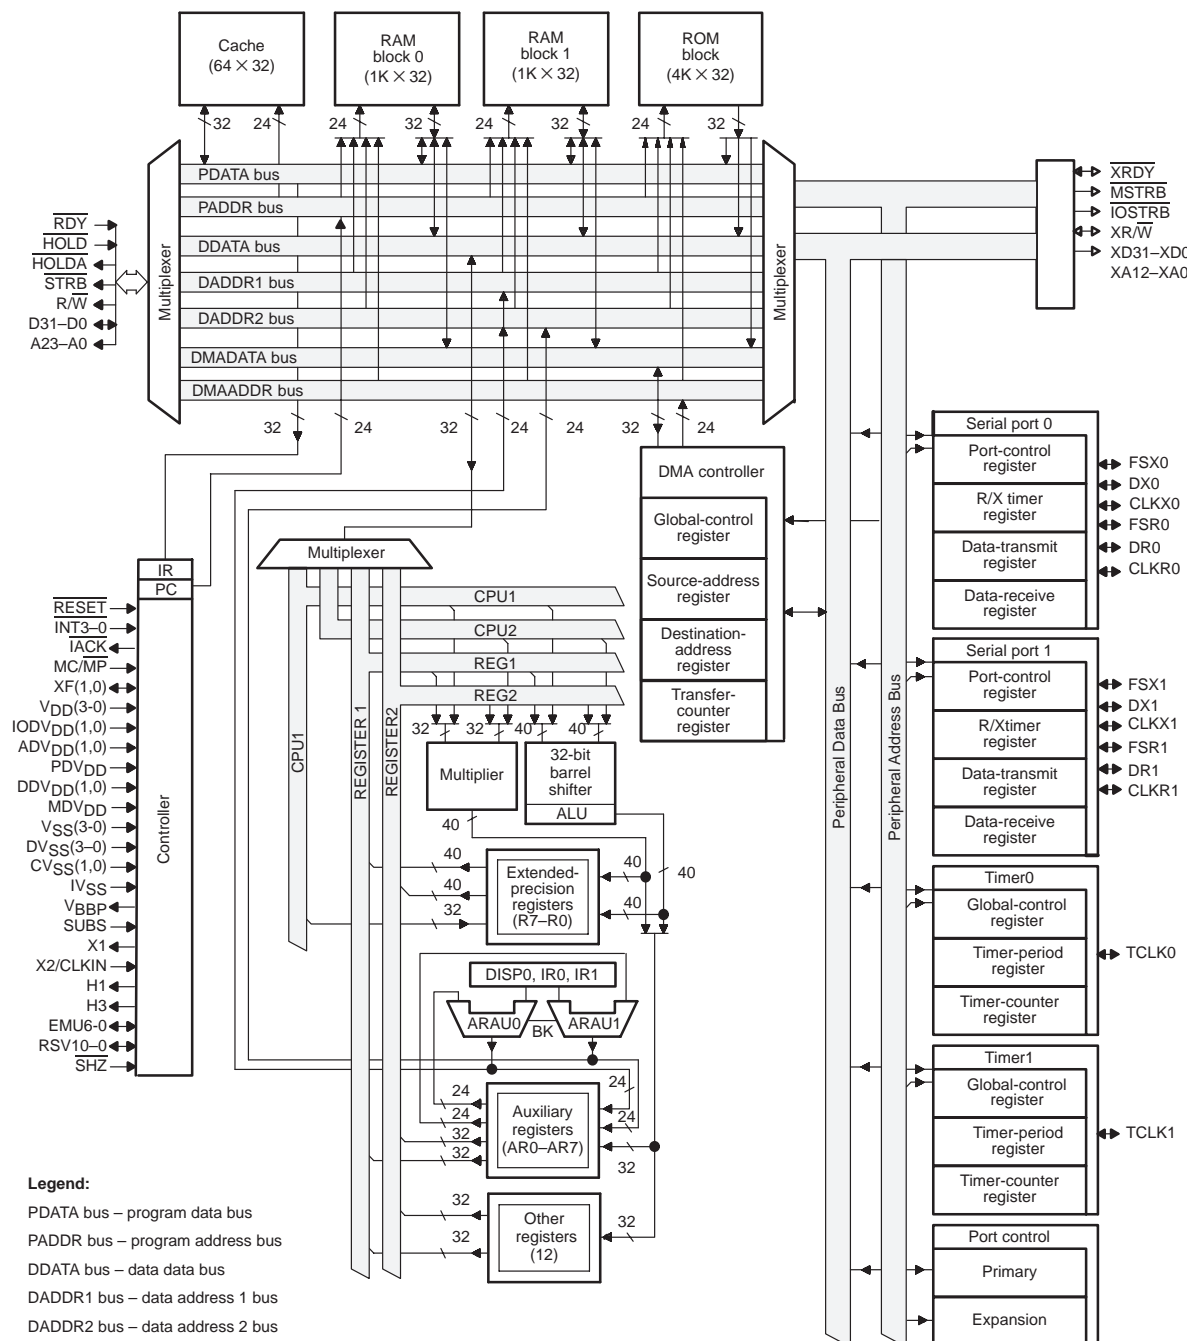 Cache
(64 × 32)
RAM
block 0
(1K × 32)
RAM
block 1
(1K × 32)
ROM
block
(4K × 32)
32
24
24
32
24
32
24
32
PDATA bus
PADDR bus
DDATA bus
DADDR1 bus
DADDR2 bus
DMADATA bus
DMAADDR bus
Multiplexer
Multiplexer
RDY
HOLD
HOLDA
STRB
R/W
D31–D0
A23–A0
XRDY
MSTRB
IOSTRB
XR/W
XD31–XD0
XA12–XA0
32
24
32
24
24
32
24
IR
PC
Controller
RESET
INT3–0
IACK
MC/MP
XF(1,0)
VDD(3-0)
IODVDD(1,0)
ADVDD(1,0)
PDVDD
DDVDD(1,0)
MDVDD
VSS(3-0)
DVSS(3–0)
CVSS(1,0)
IVSS
VBBP
SUBS
X1
X2/CLKIN
H1
H3
EMU6-0
RSV10–0
SHZ
Multiplexer
CPU1
CPU2
REG1
REG2
CPU1
REGISTER 1
REGISTER2
32
32
40
40
Multiplier
32-bit
barrel
shifter
ALU
40
40
40
32
Extended-
precision
registers
(R7–R0)
40
40
40
DISP0, IR0, IR1
ARAU0
BK
ARAU1
24
24
32
32
Auxiliary
registers
(AR0–AR7)
24
24
32
32
32
Other
registers
(12)
32
DMA controller
Global-control
register
Source-address
register
Destination-
address
register
Transfer-
counter
register
Peripheral Data Bus
Peripheral Address Bus
Serial port 0
Port-control
register
R/X timer
register
Data-transmit
register
Data-receive
register
FSX0
DX0
CLKX0
FSR0
DR0
CLKR0
Serial port 1
Port-control
register
R/Xtimer
register
Data-transmit
register
Data-receive
register
FSX1
DX1
CLKX1
FSR1
DR1
CLKR1
Timer0
Global-control
register
Timer-period
register
Timer-counter
register
TCLK0
Timer1
Global-control
register
Timer-period
register
Timer-counter
register
TCLK1
Port control
Primary
Expansion
Legend:
PDATA bus – program data bus
PADDR bus – program address bus
DDATA bus – data data bus
DADDR1 bus – data address 1 bus
DADDR2 bus – data address 2 bus